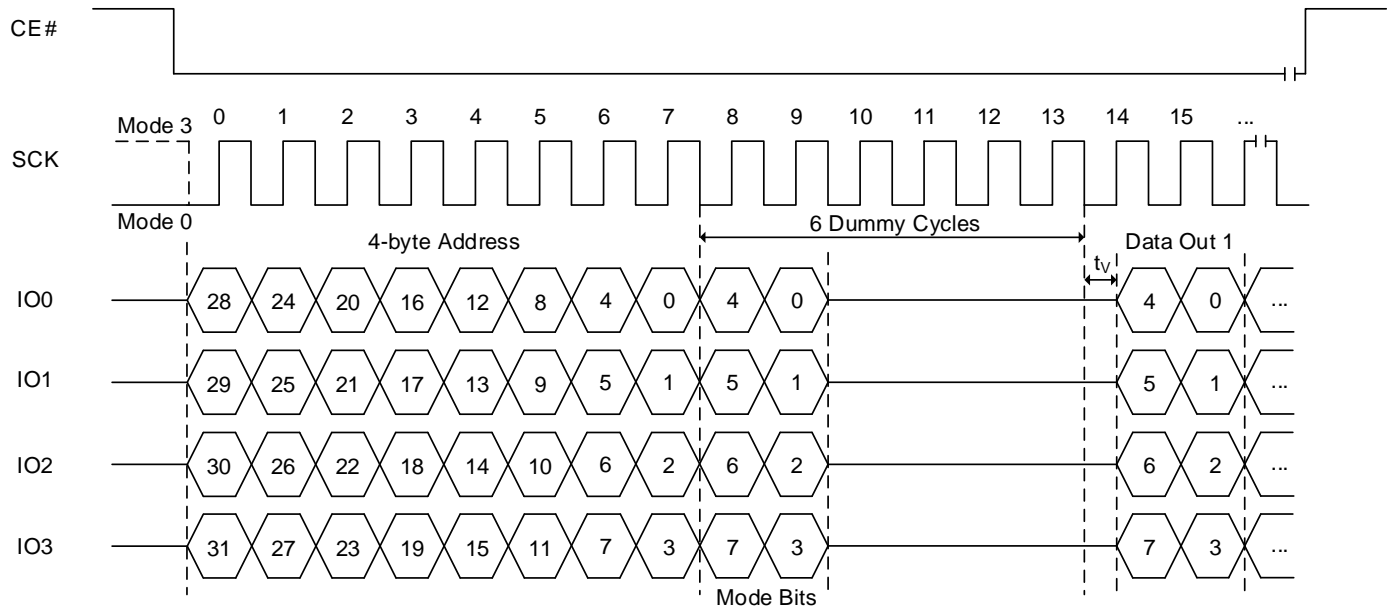 CE#
0 1 2 3 4 5 6 7 8 9 10 11 12 13 14 15 ...
Mode 3
SCK
Mode 0
4-byte Address
6 Dummy Cycles
Data Out 1
tV
IO0 28 24 20 16 12 8 4 0 4 0 4 0 ...
IO1 29 25 21 17 13 9 5 1 5 1 5 1 ...
IO2 30 26 22 18 14 10 6 2 6 2 6 2 ...
IO3 31 27 23 19 15 11 7 3 7 3 7 3 ...
Mode Bits